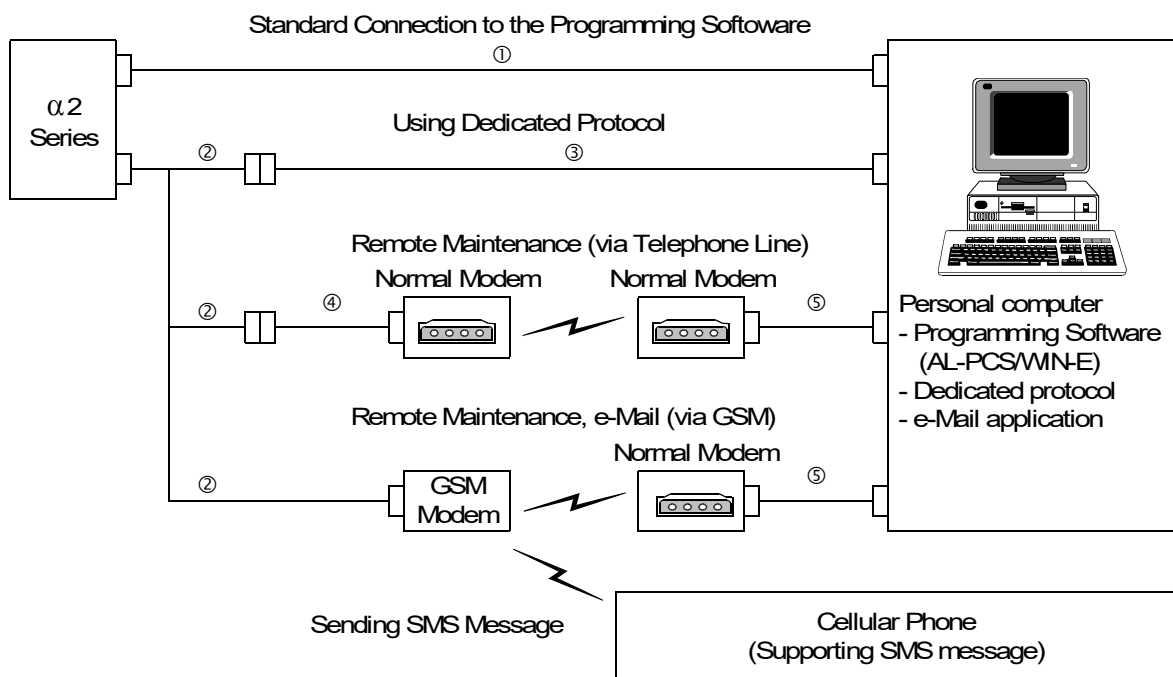 Standard Connection to the Programming Softoware
①
α2
Series
Using Dedicated Protocol
②
③
Remote Maintenance (via Telephone Line)
Normal Modem
Normal Modem
②
④
⑤
Personal computer
- Programming Software
(AL-PCS/WIN-E)
- Dedicated protocol
- e-Mail application
Remote Maintenance, e-Mail (via GSM)
Normal Modem
②
GSM
Modem
⑤
Sending SMS Message
Cellular Phone
(Supporting SMS message)